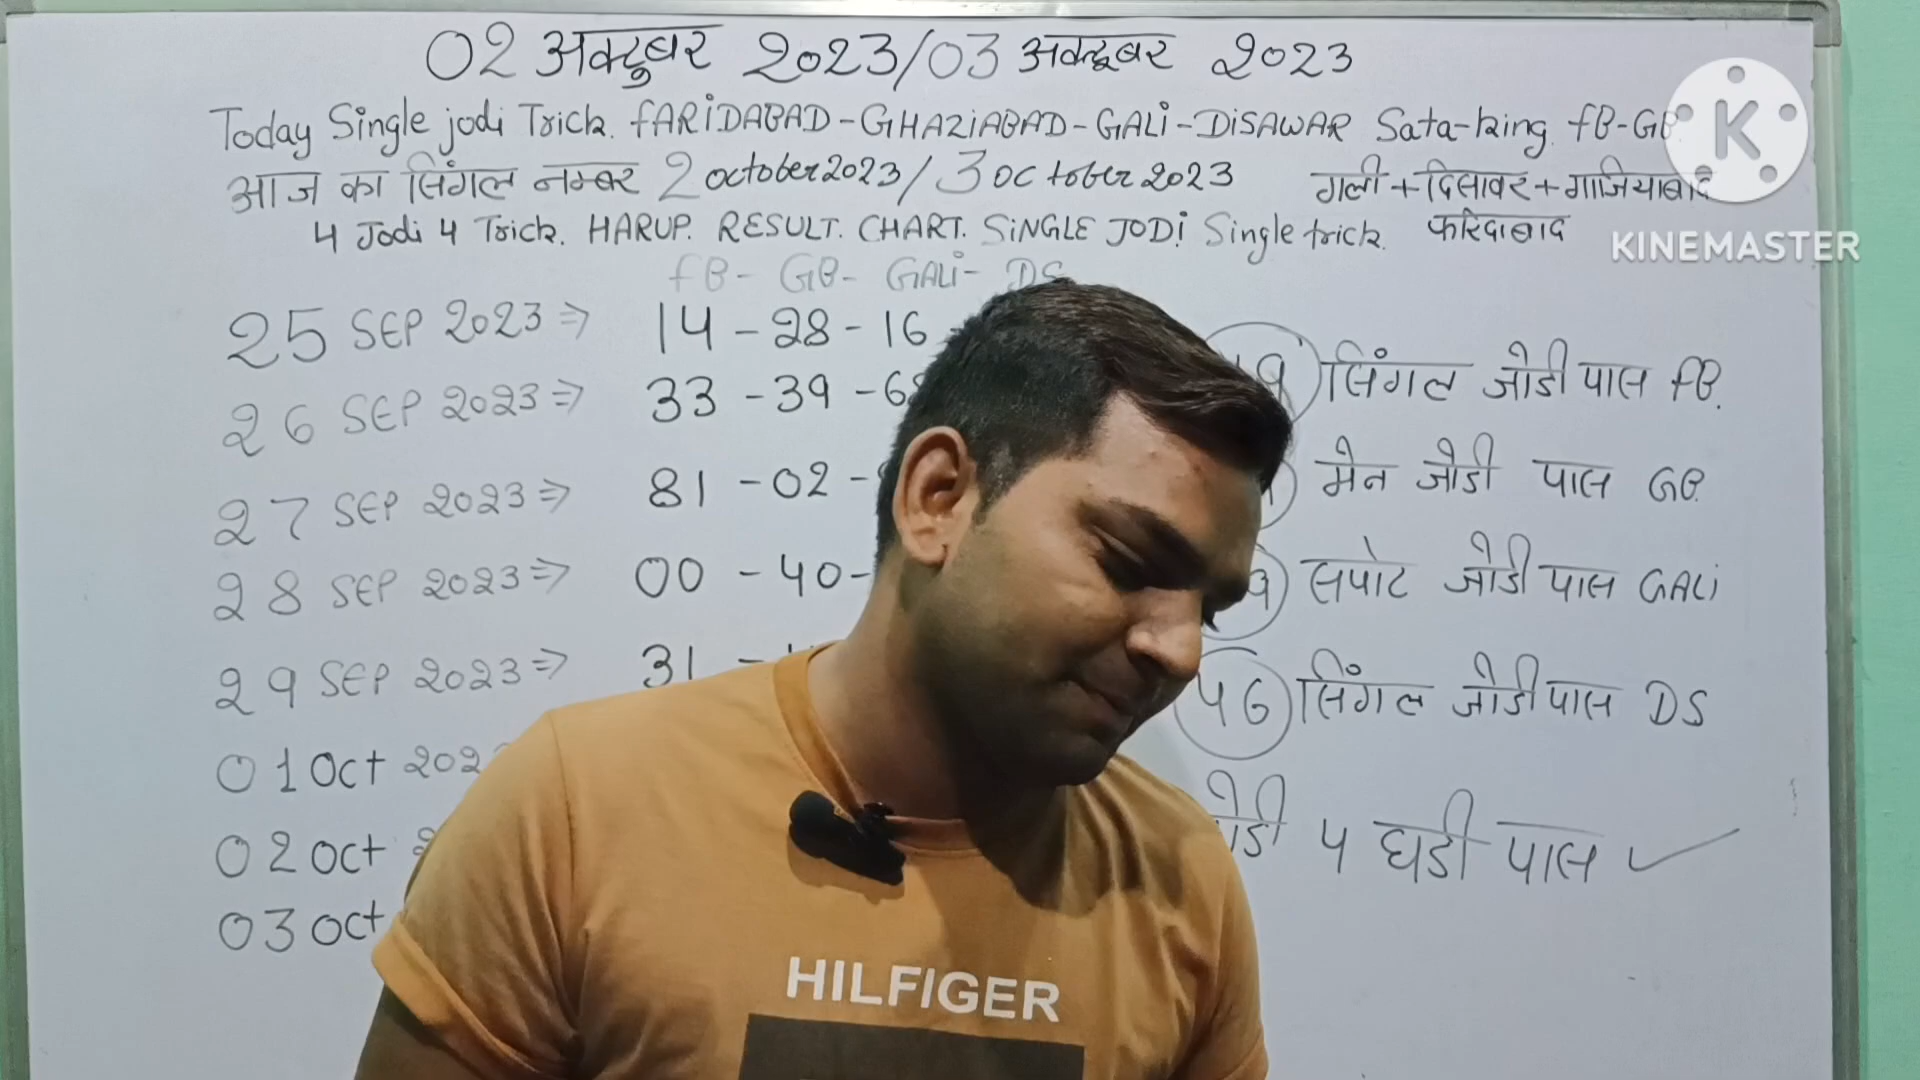 02 अक्टूबर 2023/03 अक्टूबर 2023
Today Single jodi Trick. FARIDABAD-GHAZIABAD-GALI-DISAWAR Sata-king. FB-GB
आज का सिंगल नम्बर 2 october 2023/3 october 2023 गली+दिसावर+गाजियाबाद
4 Jodi 4 Trick. HARUP. RESULT. CHART. SINGLE JODI Single trick. फरिदाबाद
K
KINEMASTER
FB- GB- GALI- DS
25 SEP 2023⇒ 14-28-16 सिंगल जोडी पास FB.
26 SEP 2023⇒ 33-39-
मेन जोडी पास GB.
27 SEP 2023⇒ 81-02-
28 SEP 2023⇒ 00-40- सपोट जोडी पास GALI
29 SEP 2023⇒ 31 - 46 सिंगल जोडी पास DS
01 Oct
02 Oct 4 घडी पास ✓
03 Oct
HILFIGER